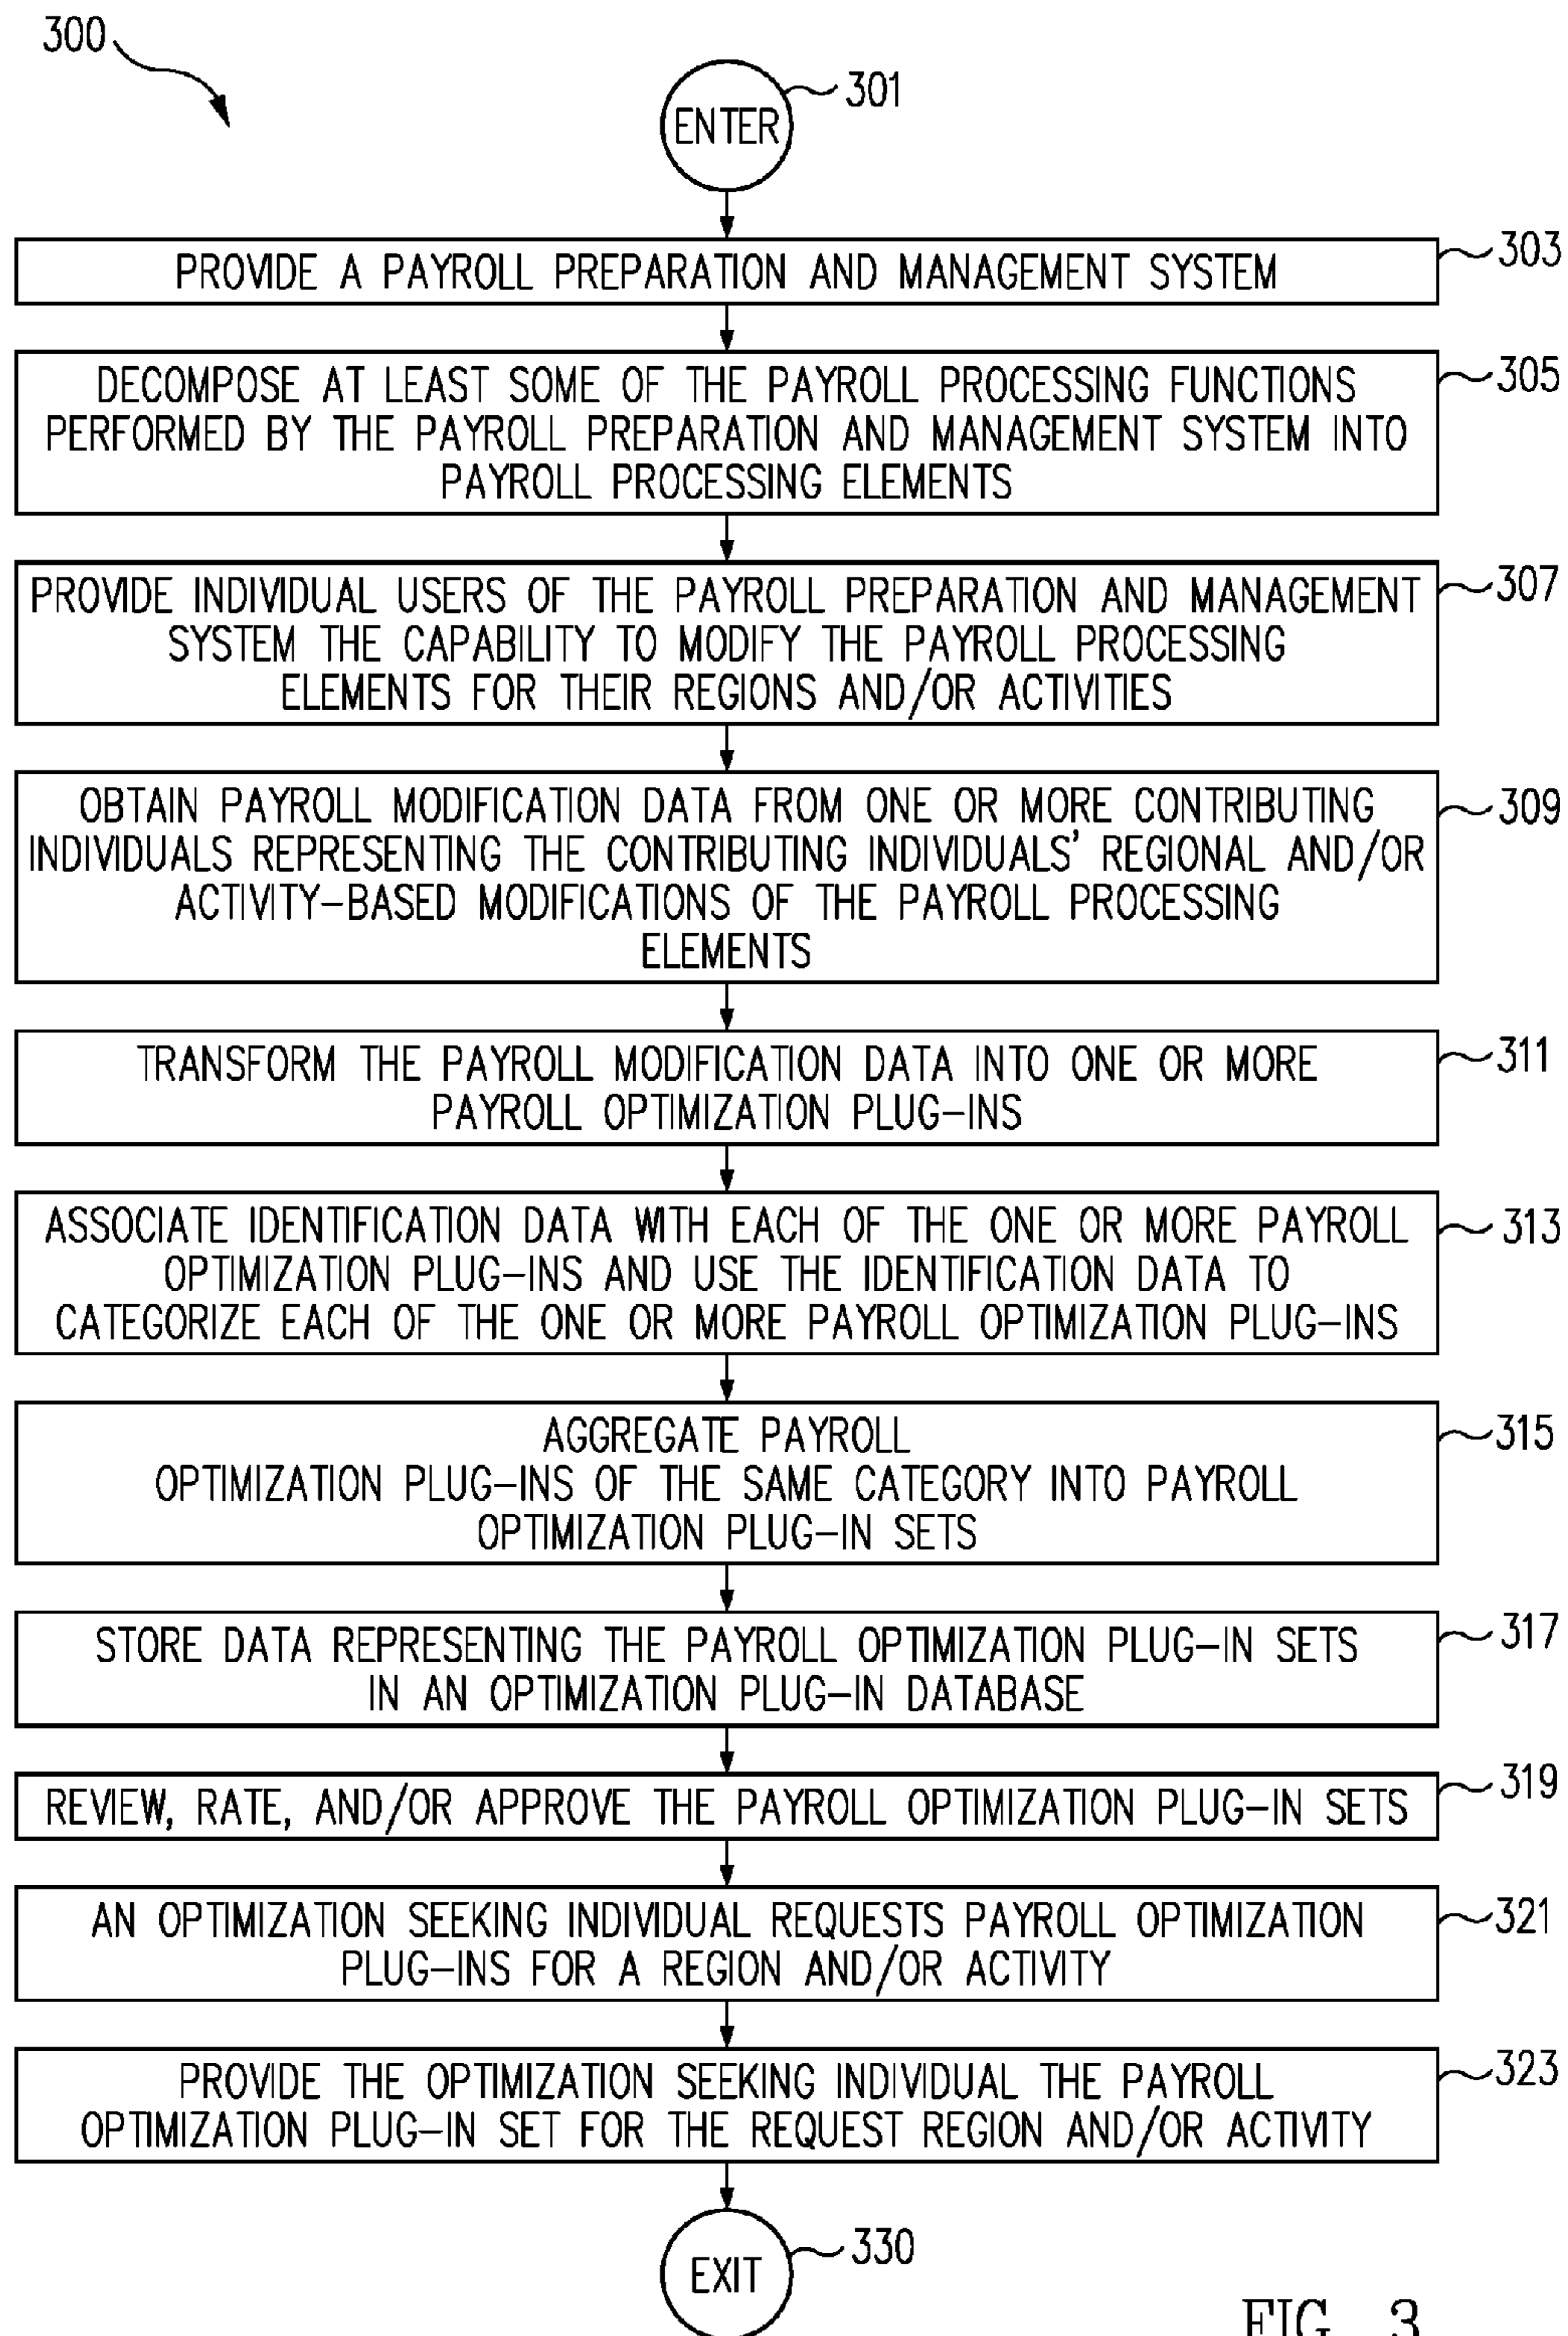 300
ENTER
301
PROVIDE A PAYROLL PREPARATION AND MANAGEMENT SYSTEM
303
DECOMPOSE AT LEAST SOME OF THE PAYROLL PROCESSING FUNCTIONS
PERFORMED BY THE PAYROLL PREPARATION AND MANAGEMENT SYSTEM INTO
PAYROLL PROCESSING ELEMENTS
305
PROVIDE INDIVIDUAL USERS OF THE PAYROLL PREPARATION AND MANAGEMENT
SYSTEM THE CAPABILITY TO MODIFY THE PAYROLL PROCESSING
ELEMENTS FOR THEIR REGIONS AND/OR ACTIVITIES
307
OBTAIN PAYROLL MODIFICATION DATA FROM ONE OR MORE CONTRIBUTING
INDIVIDUALS REPRESENTING THE CONTRIBUTING INDIVIDUALS' REGIONAL AND/OR
ACTIVITY-BASED MODIFICATIONS OF THE PAYROLL PROCESSING
ELEMENTS
309
TRANSFORM THE PAYROLL MODIFICATION DATA INTO ONE OR MORE
PAYROLL OPTIMIZATION PLUG-INS
311
ASSOCIATE IDENTIFICATION DATA WITH EACH OF THE ONE OR MORE PAYROLL
OPTIMIZATION PLUG-INS AND USE THE IDENTIFICATION DATA TO
CATEGORIZE EACH OF THE ONE OR MORE PAYROLL OPTIMIZATION PLUG-INS
313
AGGREGATE PAYROLL
OPTIMIZATION PLUG-INS OF THE SAME CATEGORY INTO PAYROLL
OPTIMIZATION PLUG-IN SETS
315
STORE DATA REPRESENTING THE PAYROLL OPTIMIZATION PLUG-IN SETS
IN AN OPTIMIZATION PLUG-IN DATABASE
317
REVIEW, RATE, AND/OR APPROVE THE PAYROLL OPTIMIZATION PLUG-IN SETS
319
AN OPTIMIZATION SEEKING INDIVIDUAL REQUESTS PAYROLL OPTIMIZATION
PLUG-INS FOR A REGION AND/OR ACTIVITY
321
PROVIDE THE OPTIMIZATION SEEKING INDIVIDUAL THE PAYROLL
OPTIMIZATION PLUG-IN SET FOR THE REQUEST REGION AND/OR ACTIVITY
323
EXIT
330
FIG. 3